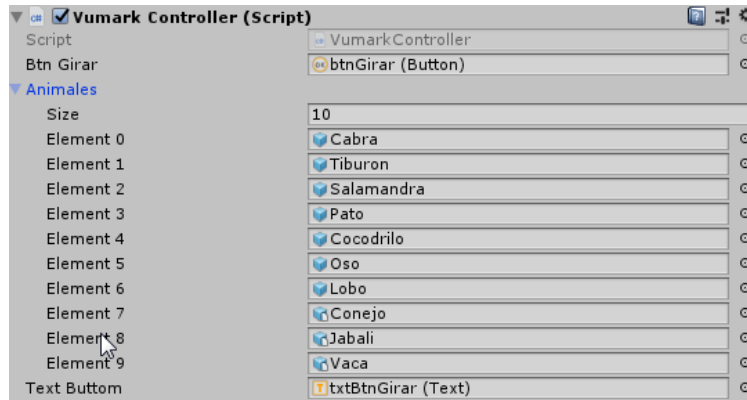 Vumark Controller (Script)
Script VumarkController
Btn Girar btnGirar (Button)
Animales
Size 10
Element 0 Cabra
Element 1 Tiburon
Element 2 Salamandra
Element 3 Pato
Element 4 Cocodrilo
Element 5 Oso
Element 6 Lobo
Element 7 Conejo
Element 8 Jabali
Element 9 Vaca
Text Buttom txtBtnGirar (Text)